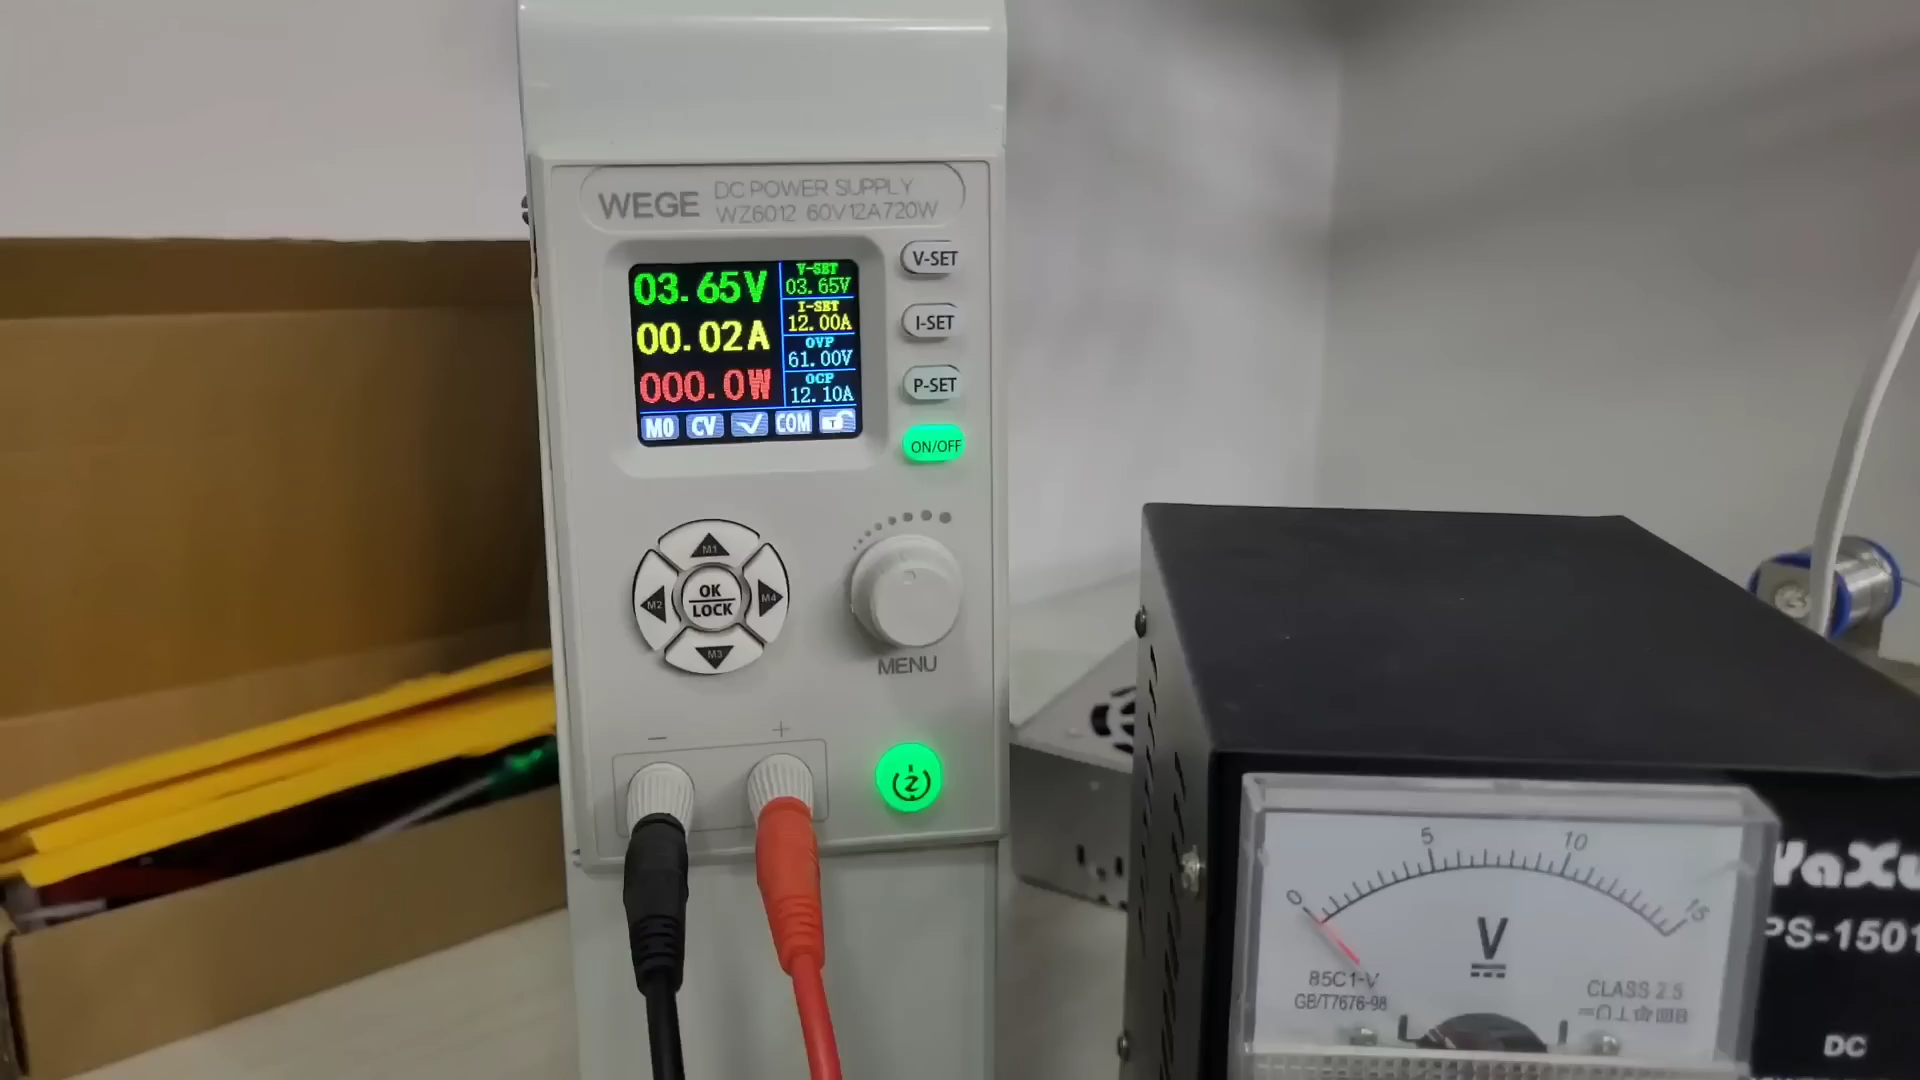 WEGE
DC POWER SUPPLY
WZ6012 60V12A720W
03.65V
00.02A
000.0W
V-SET
03.65V
I-SET
12.00A
OVP
61.00V
OCP
12.10A
M0 CV COM
V-SET
I-SET
P-SET
ON/OFF
M1
M2
OK
LOCK
M4
M3
MENU
− +
0 5 10 15
V
85C1-V
GB/T7676-98
CLASS 2.5
YaXu
PS-1501
DC